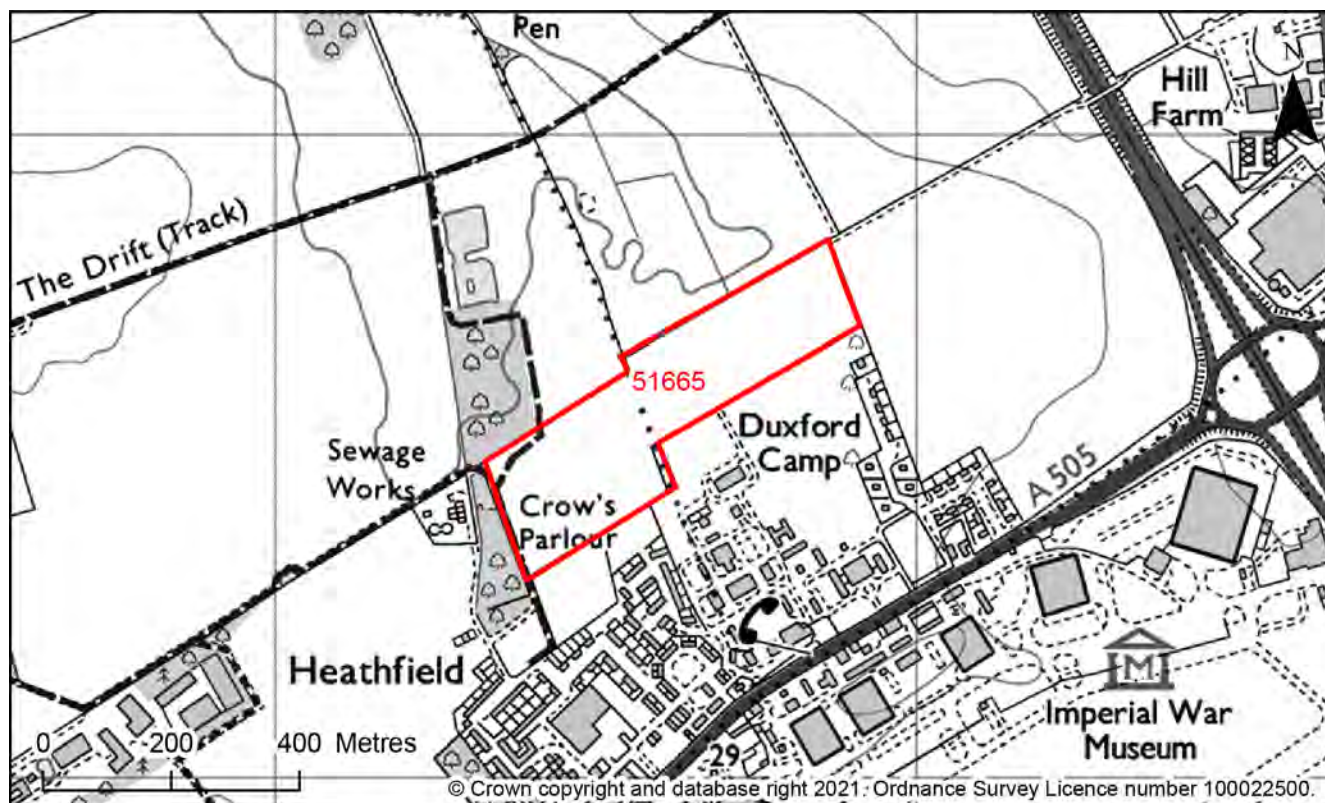 Pen
N
Hill
Farm
The Drift (Track)
51665
Duxford
Camp
Sewage
Works
Crow's
Parlour
A 505
Heathfield
M
Imperial War
Museum
29
0 200 400 Metres
© Crown copyright and database right 2021. Ordnance Survey Licence number 100022500.